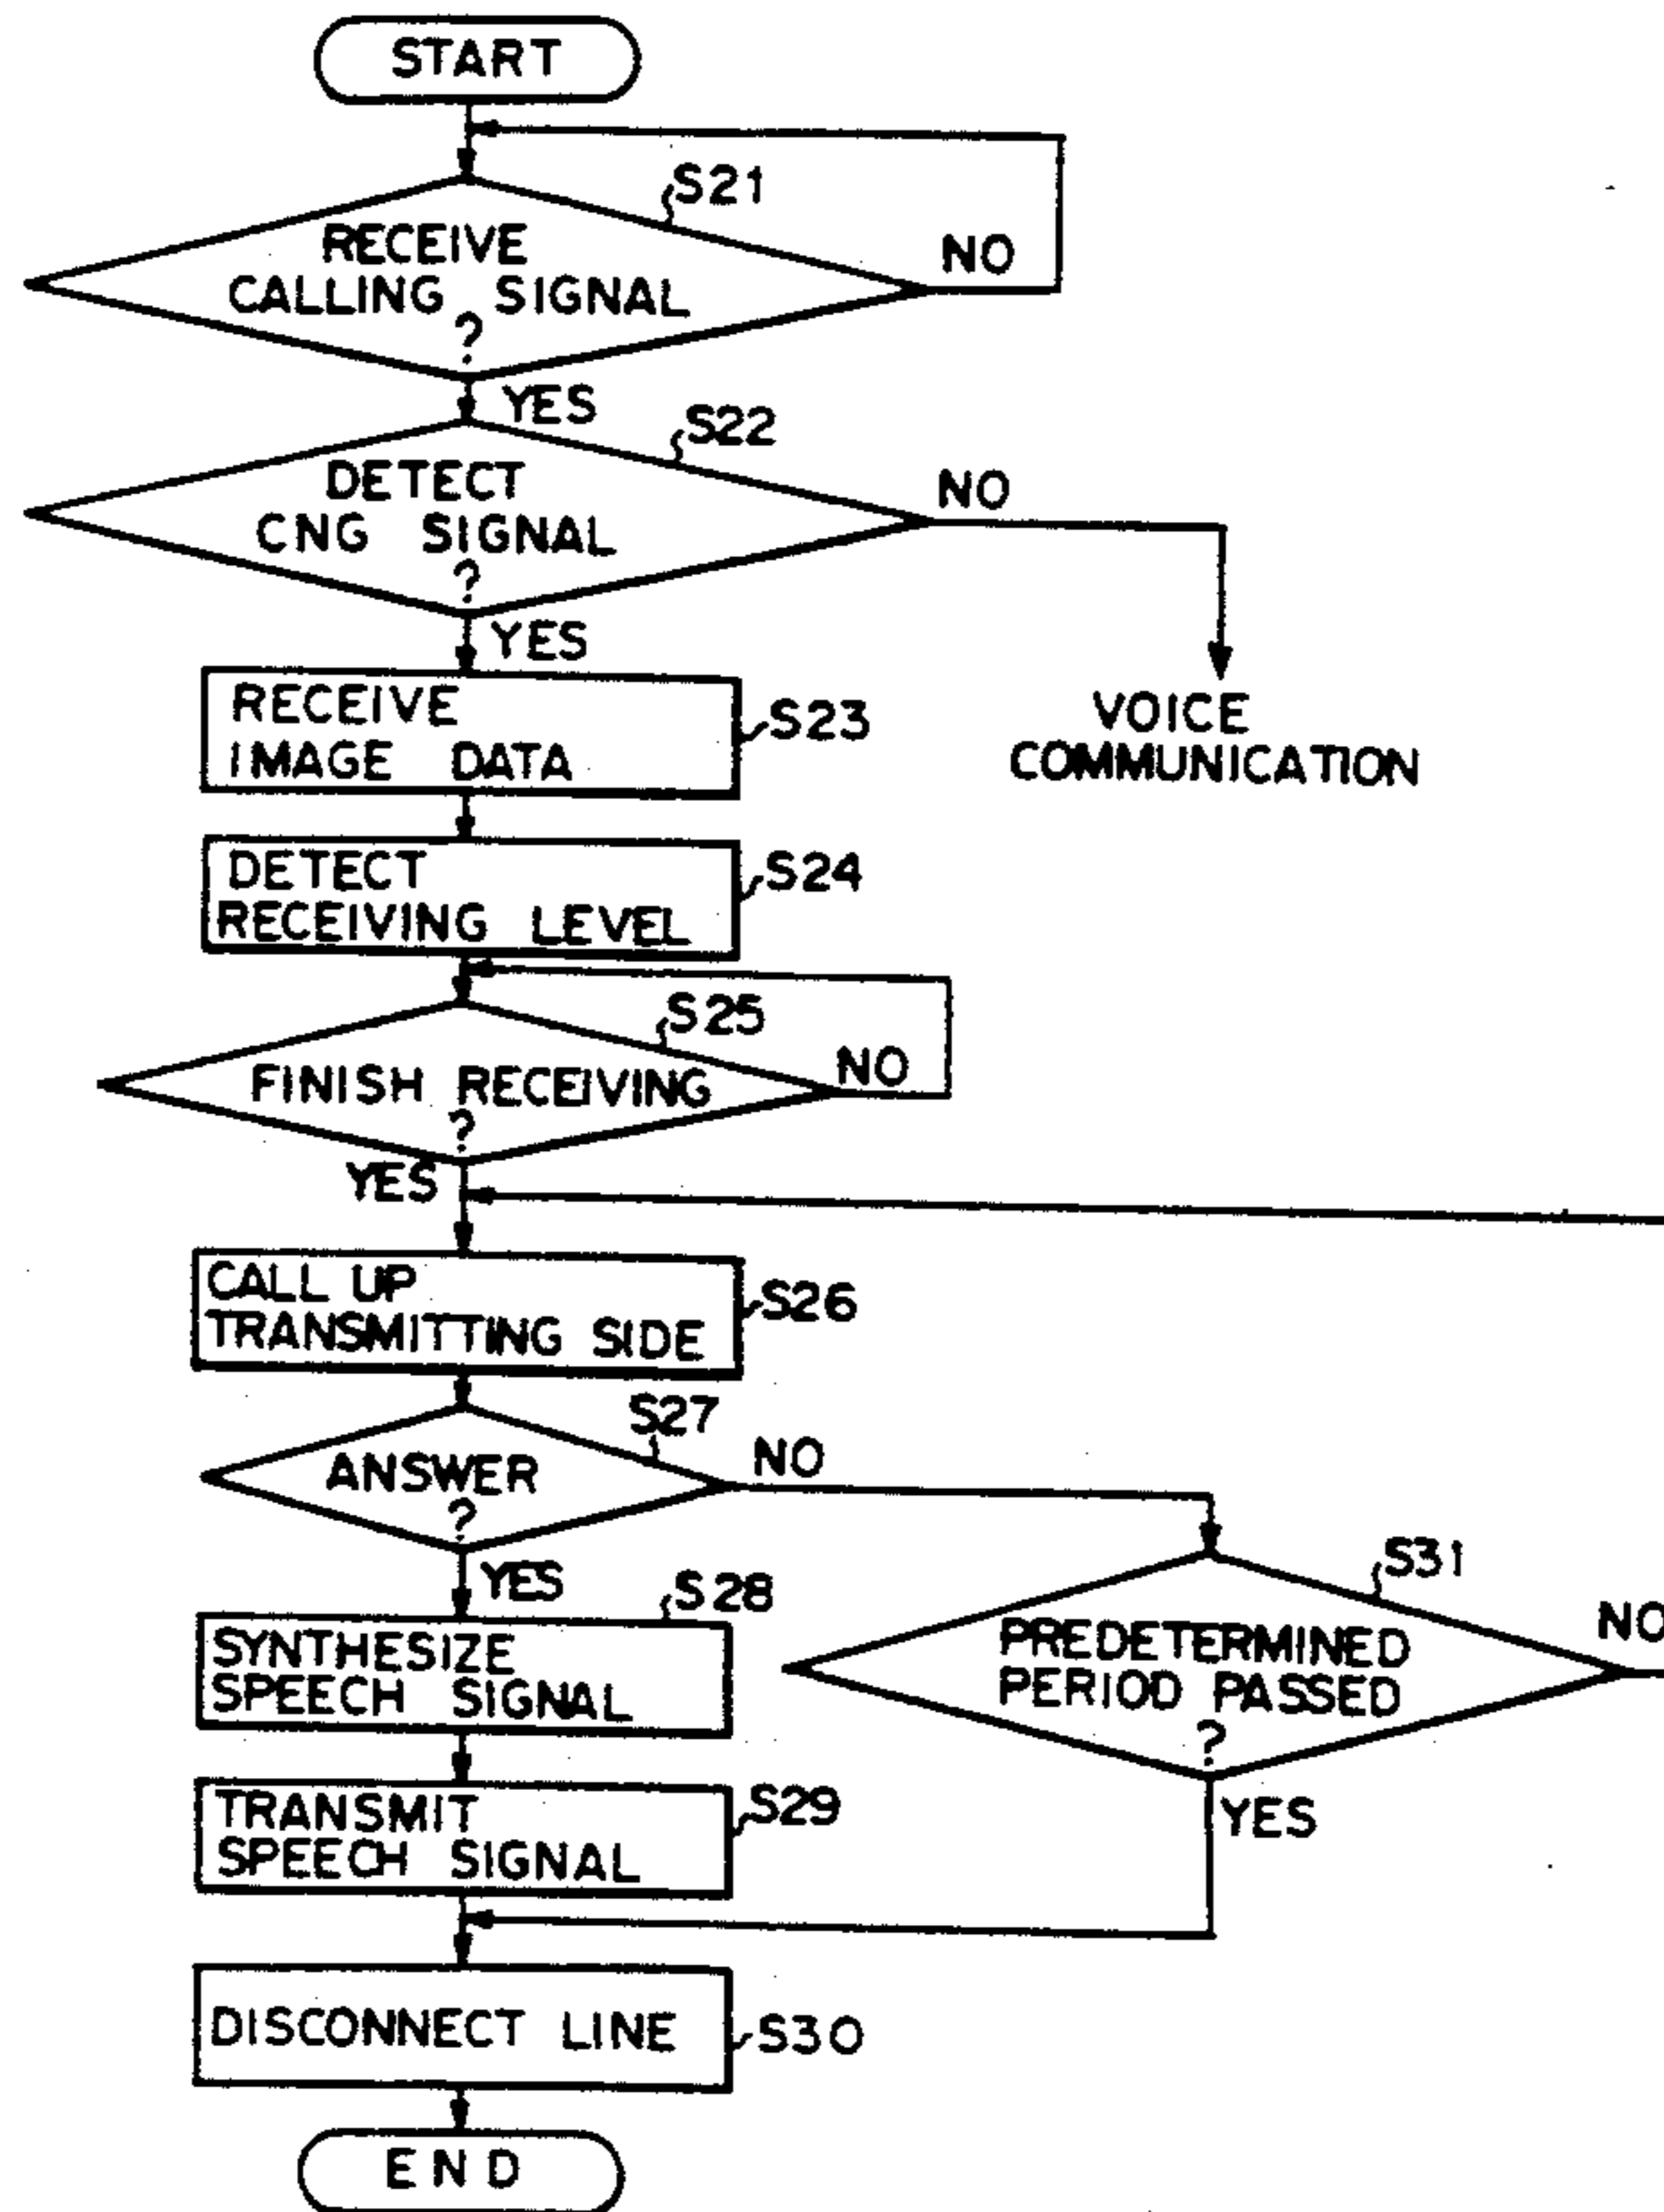 START
S21
RECEIVE
CALLING SIGNAL
?
NO
YES
S22
DETECT
CNG SIGNAL
?
NO
YES
VOICE
COMMUNICATION
RECEIVE
IMAGE DATA
S23
DETECT
RECEIVING LEVEL
S24
S25
FINISH RECEIVING
?
NO
YES
CALL UP
TRANSMITTING SIDE
S26
S27
ANSWER
?
NO
YES
S28
SYNTHESIZE
SPEECH SIGNAL
S31
PREDETERMINED
PERIOD PASSED
?
NO
YES
TRANSMIT
SPEECH SIGNAL
S29
DISCONNECT LINE
S30
END